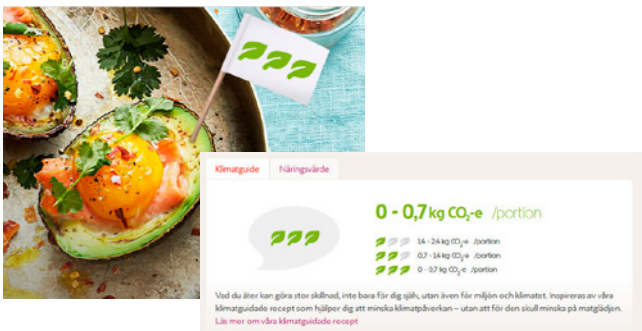 Klimatguide Näringsvärde
0 - 0,7 kg CO₂-e /portion
1,4 - 2,4 kg CO₂-e /portion
0,7 - 1,4 kg CO₂-e /portion
0 - 0,7 kg CO₂-e /portion
Vad du äter kan göra stor skillnad, inte bara för dig själv, utan även för miljön och klimatet. Inspireras av våra
klimatguidade recept som hjälper dig att minska klimatpåverkan – utan att för den skull minska på matglädjen.
Läs mer om våra klimatguidade recept